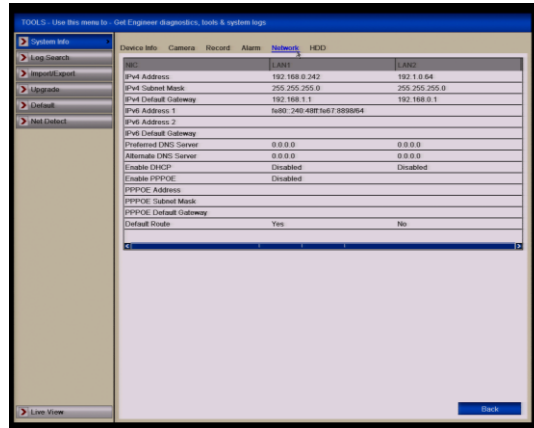 TOOLS - Use this menu to - Get Engineer diagnostics, tools & system logs
System Info
Log Search
Import/Export
Upgrade
Default
Net Detect
Live View
Device Info Camera Record Alarm Network HDD
NIC LAN1 LAN2
IPv4 Address 192.168.0.242 192.1.0.64
IPv4 Subnet Mask 255.255.255.0 255.255.255.0
IPv4 Default Gateway 192.168.1.1 192.168.0.1
IPv6 Address 1 fe80::240:48ff:fe67:8898/64
IPv6 Address 2
IPv6 Default Gateway
Preferred DNS Server 0.0.0.0 0.0.0.0
Alternate DNS Server 0.0.0.0 0.0.0.0
Enable DHCP Disabled Disabled
Enable PPPOE Disabled
PPPOE Address
PPPOE Subnet Mask
PPPOE Default Gateway
Default Route Yes No
Back